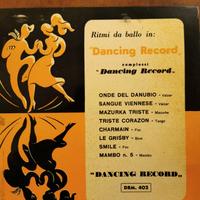 Ritmi da ballo in:
"Dancing Record„
complessi
"Dancing Record„
ONDE DEL DANUBIO - Valzer
SANGUE VIENNESE - Valzer
MAZURKA TRISTE - Mazurka
TRISTE CORAZON - Tango
CHARMAIN - Fox
LE GRISBY - Slow
SMILE - Fox
MAMBO n. 5 - Mambo
"DANCING RECORD„
DRM. 402